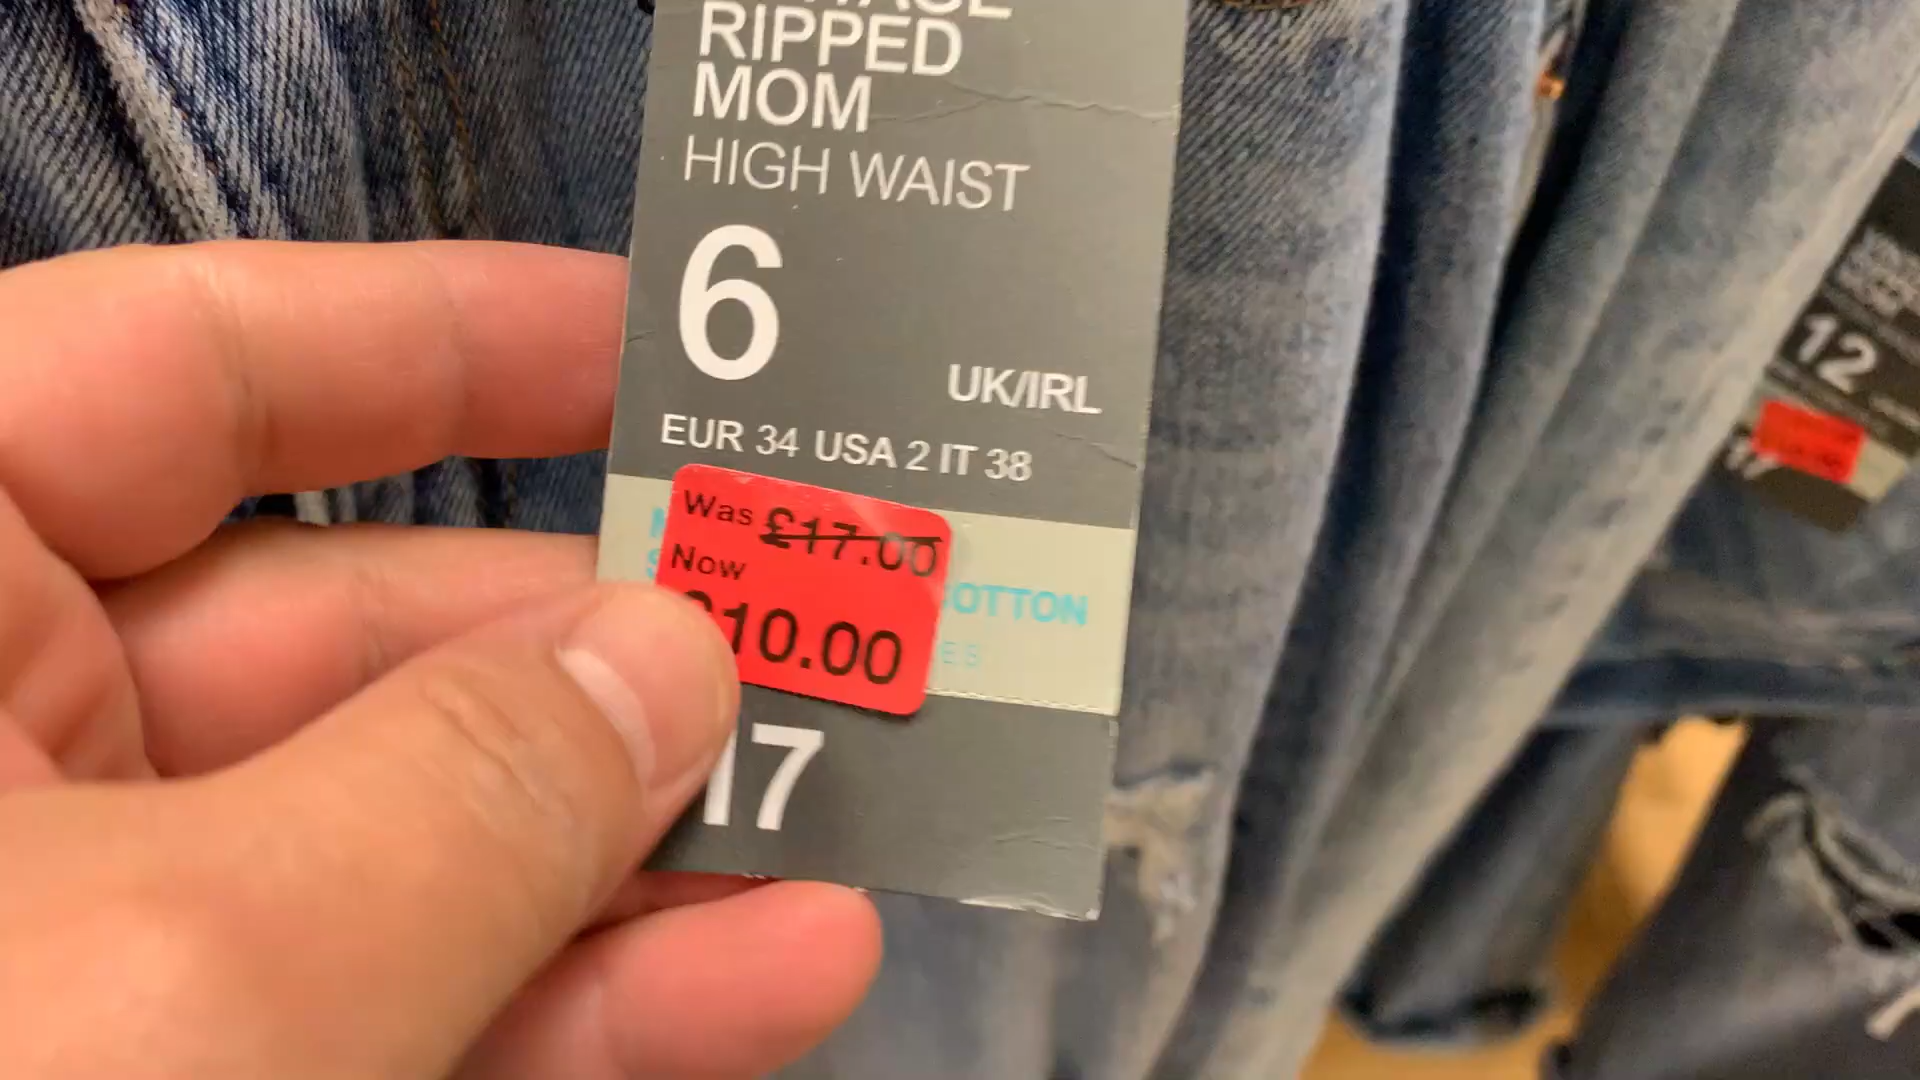 RIPPED
MOM
HIGH WAIST
6
UK/IRL
EUR 34 USA 2 IT 38
Was £17.00
Now
£10.00
17
12